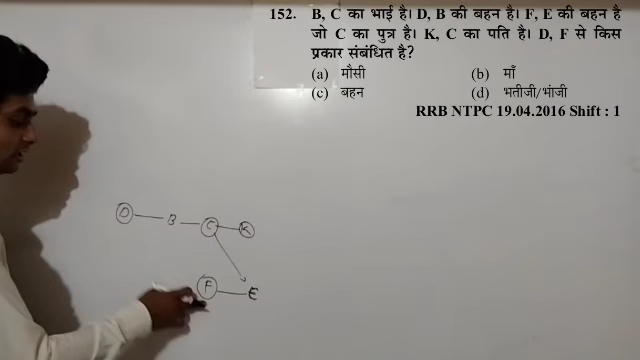 152. B, C का भाई है। D, B की बहन है। F, E की बहन है
जो C का पुत्र है। K, C का पति है। D, F से किस
प्रकार संबंधित है?
(a) मौसी (b) माँ
(c) बहन (d) भतीजी/भांजी
RRB NTPC 19.04.2016 Shift : 1
D B C K
F E